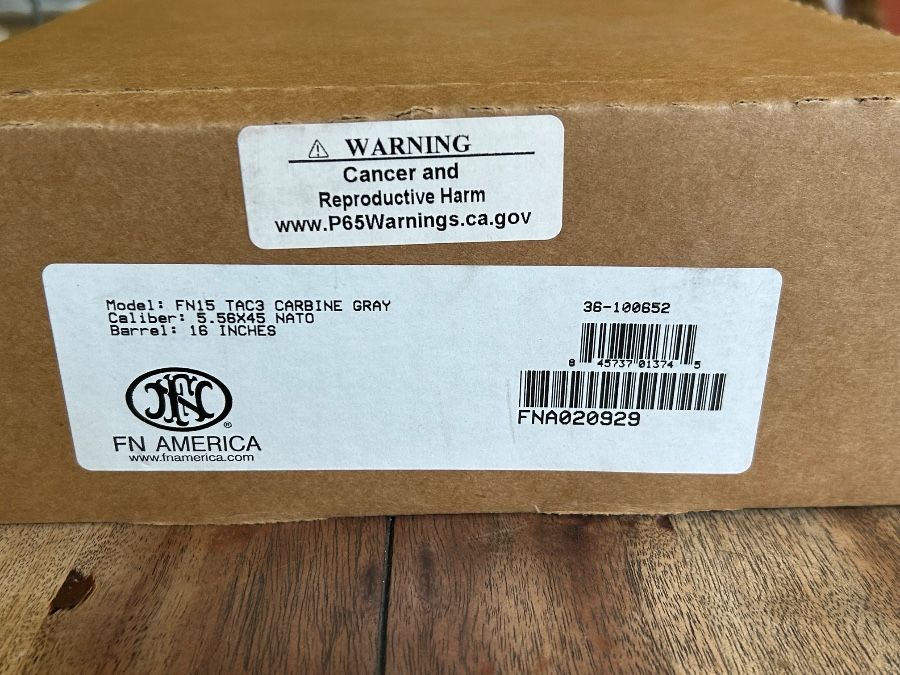 ⚠ WARNING
Cancer and
Reproductive Harm
www.P65Warnings.ca.gov
Model: FN15 TAC3 CARBINE GRAY
Caliber: 5.56X45 NATO
Barrel: 16 INCHES
FN
®
FN AMERICA
www.fnamerica.com
36-100652
8 45737 01374 5
FNA020929